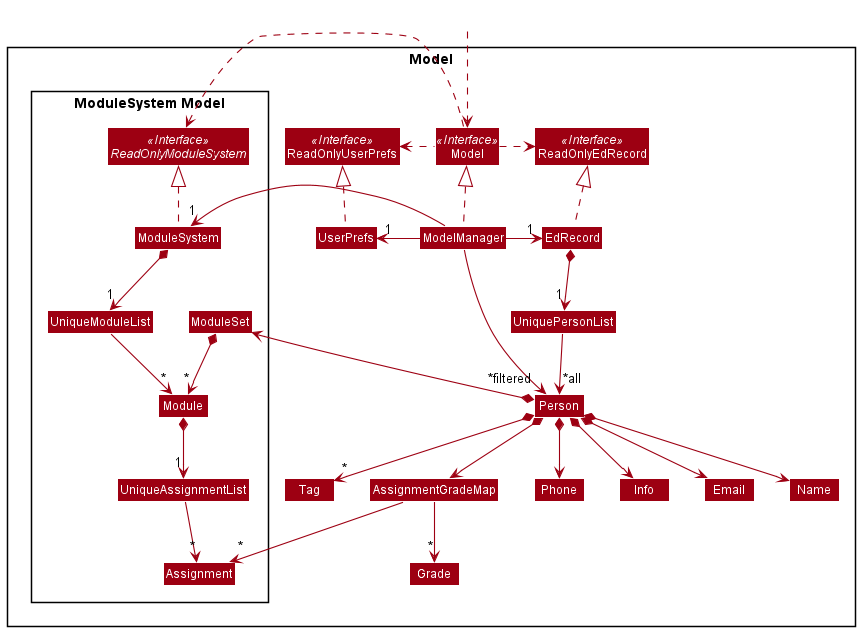 Model
ModuleSystem Model
«Interface»
ReadOnlyModuleSystem
«Interface»
ReadOnlyUserPrefs
«Interface»
Model
«Interface»
ReadOnlyEdRecord
1
ModuleSystem
UserPrefs
1
ModelManager
1
EdRecord
1
1
UniqueModuleList
ModuleSet
UniquePersonList
*
*
*filtered
*all
Module
Person
1
*
UniqueAssignmentList
Tag
AssignmentGradeMap
Phone
Info
Email
Name
*
*
*
Assignment
Grade